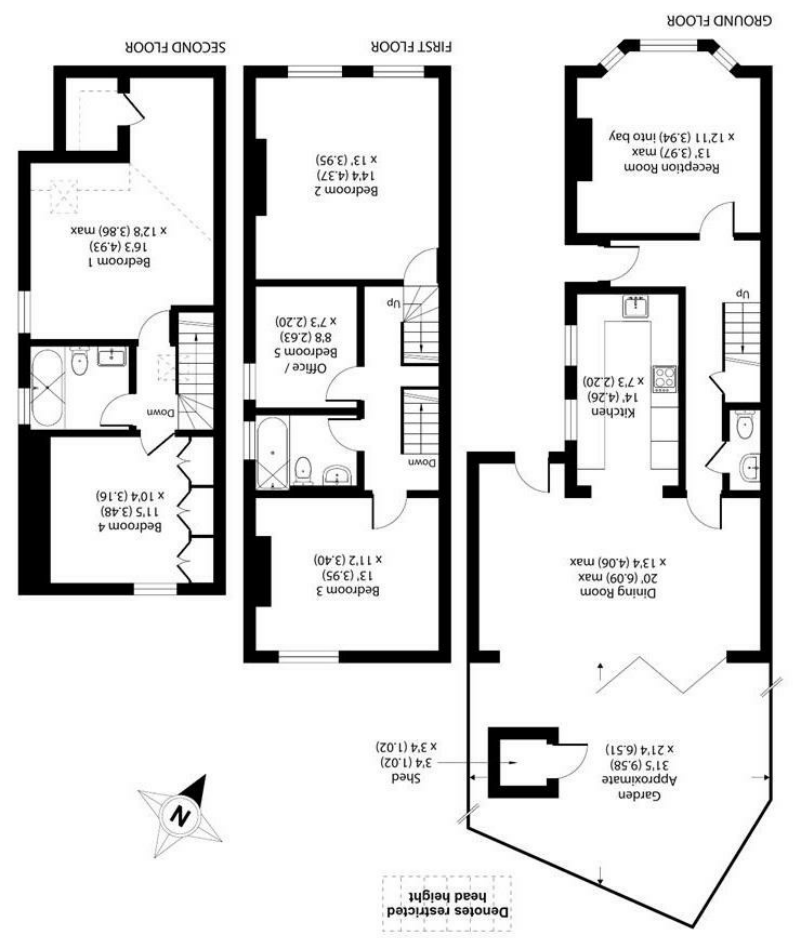 Denotes restricted
head height
N
Garden
Approximate
31'5 (9.58)
x 21'4 (6.51)
Shed
3'4 (1.02)
x 3'4 (1.02)
Dining Room
20' (6.09) max
x 13'4 (4.06) max
Kitchen
14' (4.26)
x 7'3 (2.20)
Up
Reception Room
13' (3.97) max
x 12'11 (3.94) into bay
GROUND FLOOR
Bedroom 3
13' (3.95)
x 11'2 (3.40)
Down
Office /
Bedroom 5
8'8 (2.63)
x 7'3 (2.20)
Up
Bedroom 2
14'4 (4.37)
x 13' (3.95)
FIRST FLOOR
Bedroom 4
11'5 (3.48)
x 10'4 (3.16)
Down
Bedroom 1
16'3 (4.93)
x 12'8 (3.86) max
SECOND FLOOR